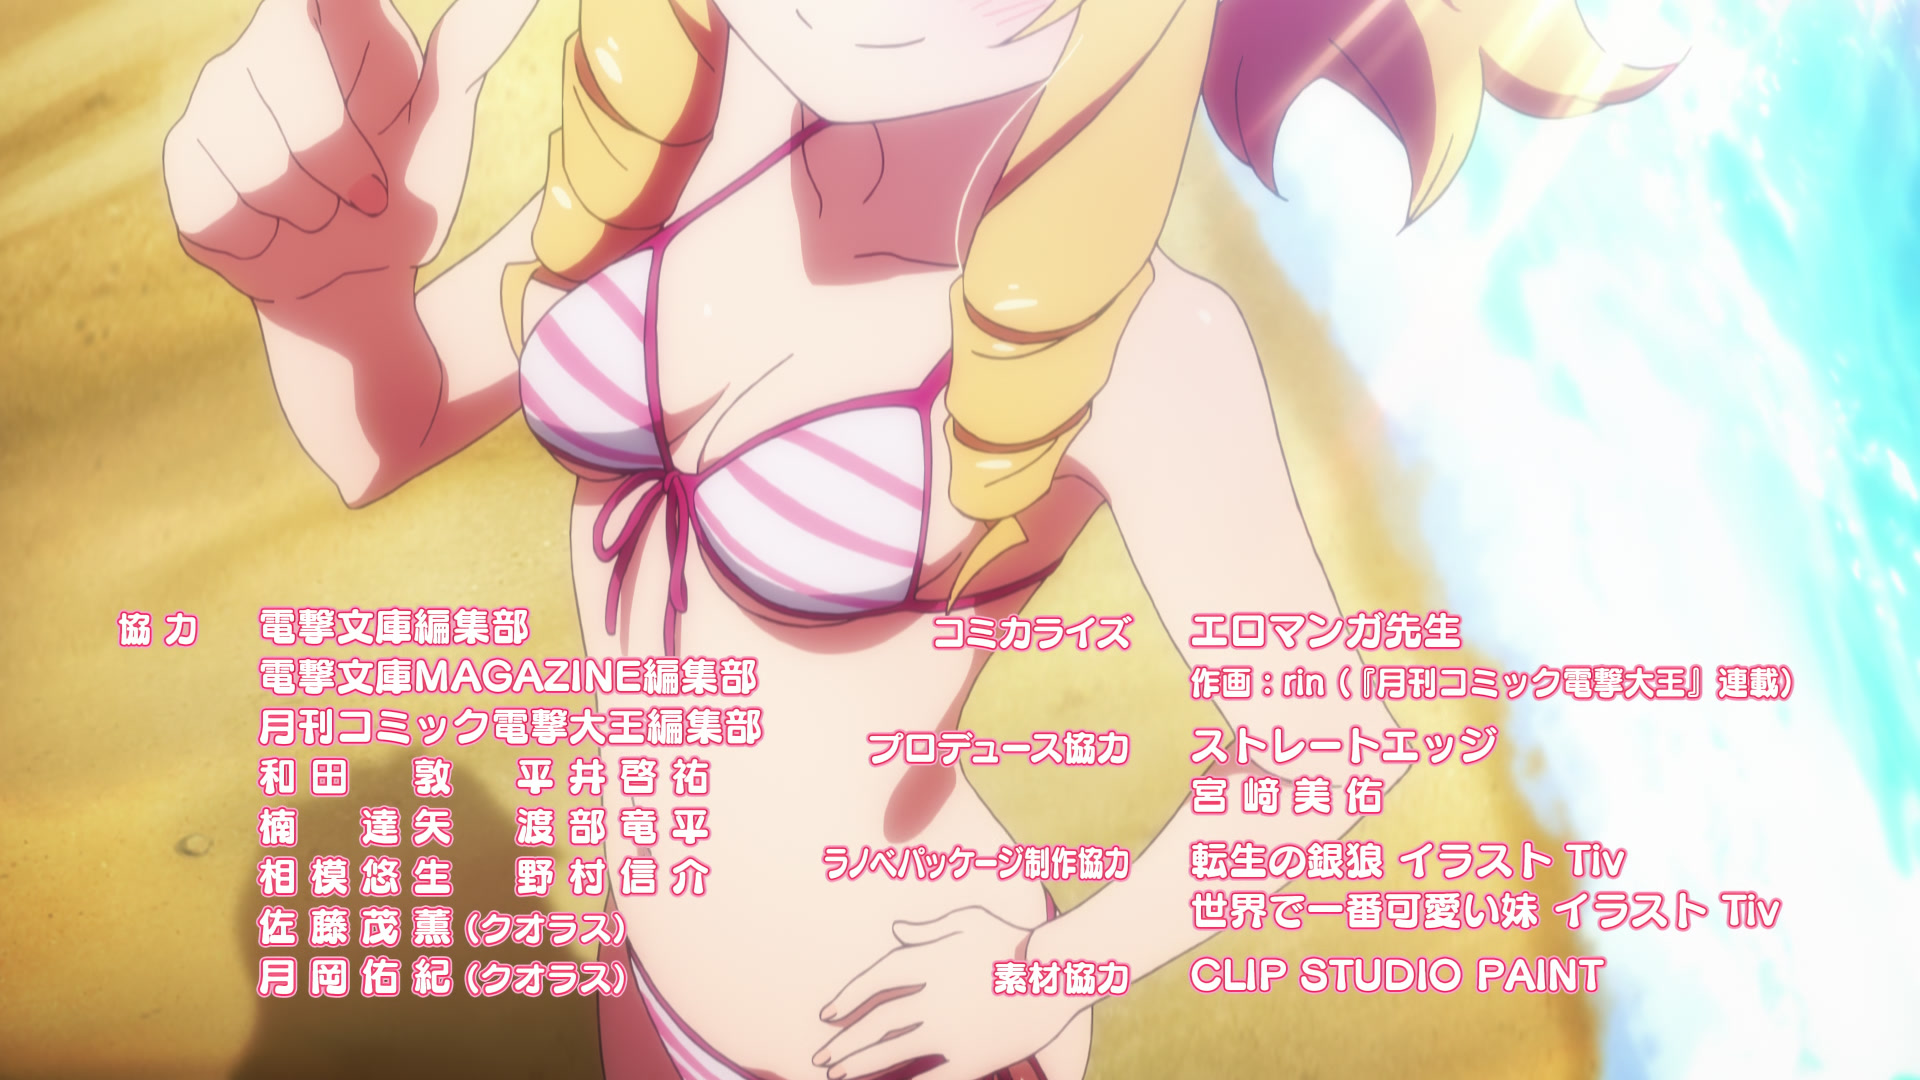 協力
電撃文庫編集部
電撃文庫MAGAZINE編集部
月刊コミック電撃大王編集部
和田　敦　平井啓祐
楠　達矢　渡部竜平
相模悠生　野村信介
佐藤茂薫（クオラス）
月岡佑紀（クオラス）
コミカライズ
エロマンガ先生
作画：rin（『月刊コミック電撃大王』連載）
プロデュース協力
ストレートエッジ
宮﨑美佑
ラノベパッケージ制作協力
転生の銀狼 イラスト Tiv
世界で一番可愛い妹 イラスト Tiv
素材協力
CLIP STUDIO PAINT